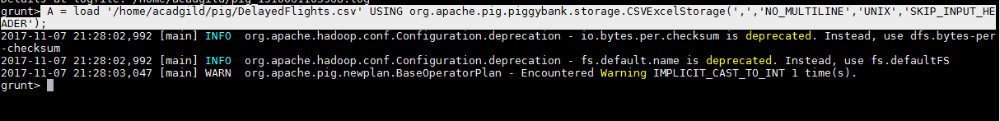 Details at logfile: /home/acadgild/pig/pig_1510061105906.log
grunt> A = load '/home/acadgild/pig/DelayedFlights.csv' USING org.apache.pig.piggybank.storage.CSVExcelStorage(',','NO_MULTILINE','UNIX','SKIP_INPUT_HE
ADER');
2017-11-07 21:28:02,992 [main] INFO  org.apache.hadoop.conf.Configuration.deprecation - io.bytes.per.checksum is deprecated. Instead, use dfs.bytes-per
-checksum
2017-11-07 21:28:02,992 [main] INFO  org.apache.hadoop.conf.Configuration.deprecation - fs.default.name is deprecated. Instead, use fs.defaultFS
2017-11-07 21:28:03,047 [main] WARN  org.apache.pig.newplan.BaseOperatorPlan - Encountered Warning IMPLICIT_CAST_TO_INT 1 time(s).
grunt>